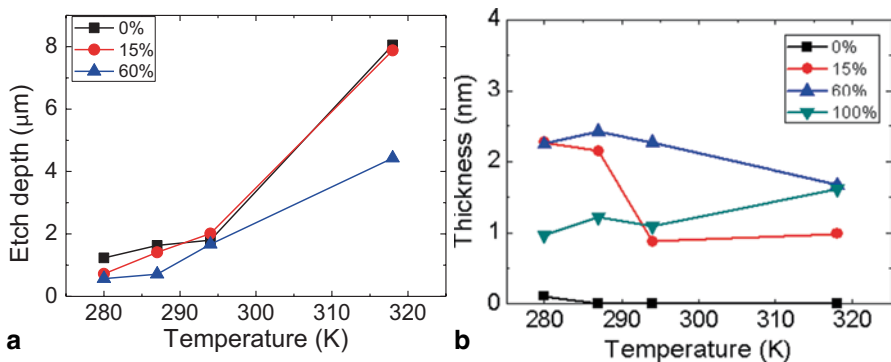 0%
15%
60%
Etch depth (µm)
8
6
4
2
0
280 290 300 310 320
Temperature (K)
a
0%
15%
60%
100%
Thickness (nm)
4
3
2
1
0
280 290 300 310 320
Temperature (K)
b